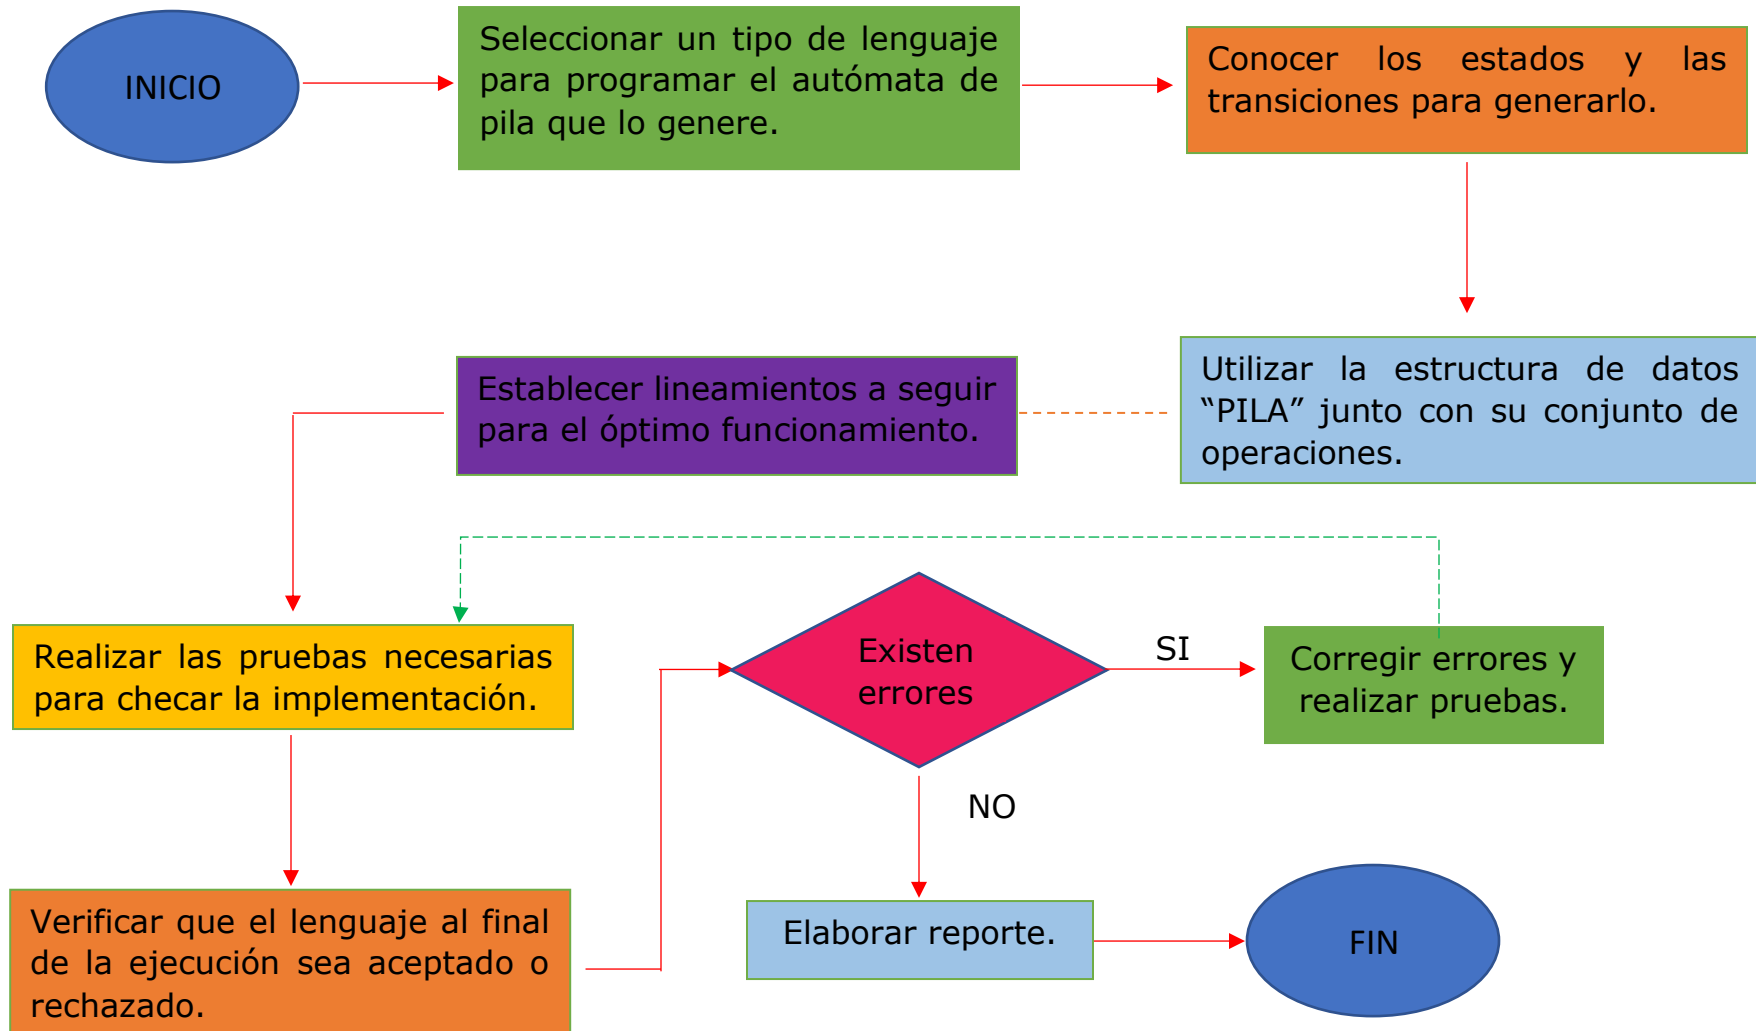 INICIO
Seleccionar un tipo de lenguaje
para programar el autómata de
pila que lo genere.
Conocer los estados y las
transiciones para generarlo.
Utilizar la estructura de datos
“PILA” junto con su conjunto de
operaciones.
Establecer lineamientos a seguir
para el óptimo funcionamiento.
Realizar las pruebas necesarias
para checar la implementación.
Verificar que el lenguaje al final
de la ejecución sea aceptado o
rechazado.
Existen
errores
SI
Corregir errores y
realizar pruebas.
NO
Elaborar reporte.
FIN